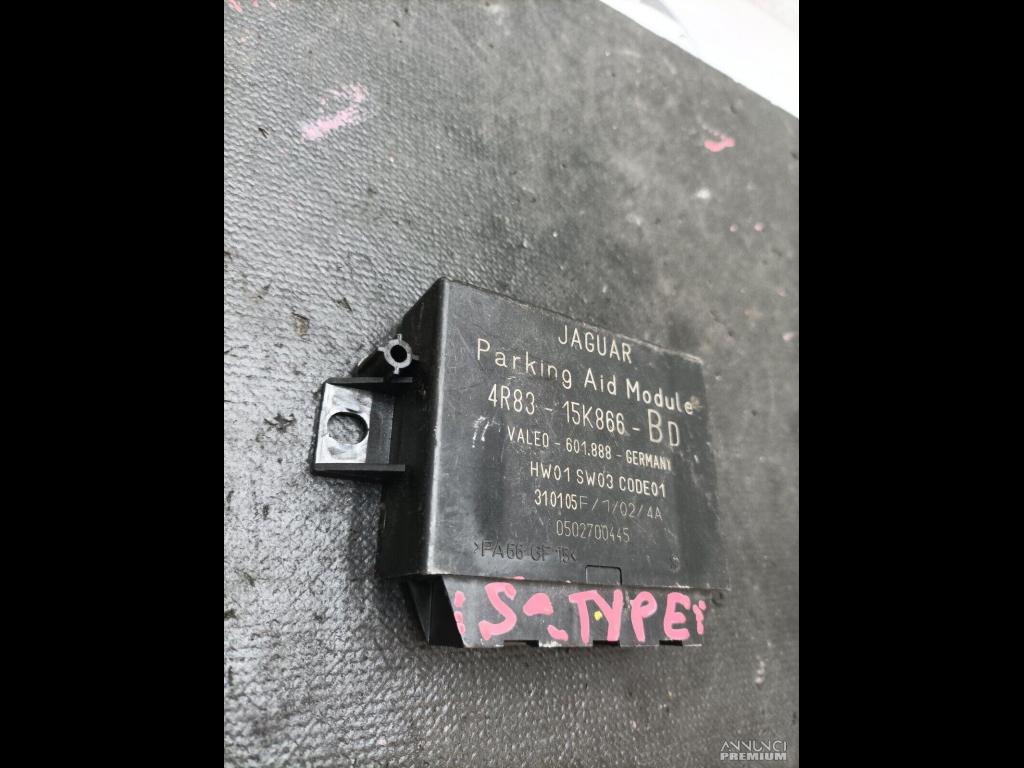 JAGUAR
Parking Aid Module
4R83-15K866-BD
VALEO - 601.888 - GERMANY
HW01 SW03 CODE01
310105F/1/02/4A
0502700445
>PA66-GF15<
S-TYPE
ANNUNCI
PREMIUM